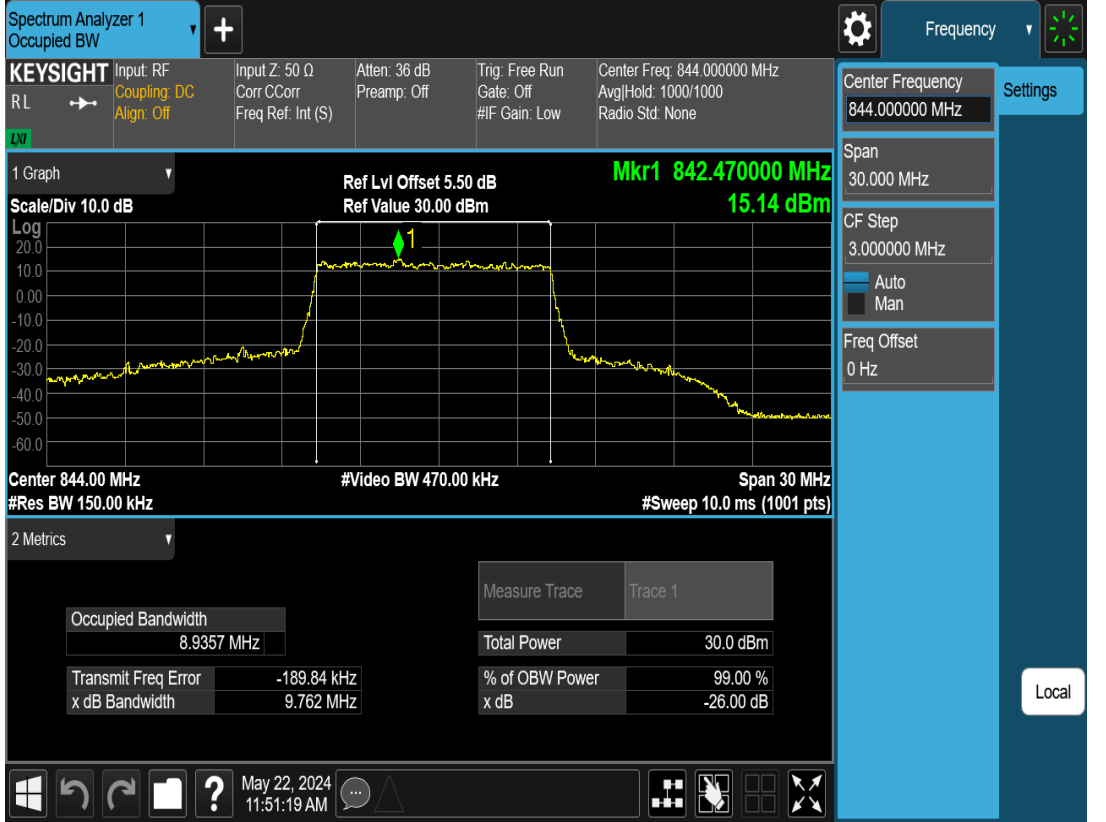 Spectrum Analyzer 1
Occupied BW
+
Frequency
KEYSIGHT
RL
LXI
Input: RF
Coupling: DC
Align: Off
Input Z: 50 Ω
Corr CCorr
Freq Ref: Int (S)
Atten: 36 dB
Preamp: Off
Trig: Free Run
Gate: Off
#IF Gain: Low
Center Freq: 844.000000 MHz
Avg|Hold: 1000/1000
Radio Std: None
Center Frequency
844.000000 MHz
Settings
Span
30.000 MHz
CF Step
3.000000 MHz
Auto
Man
Freq Offset
0 Hz
Local
1 Graph
Scale/Div 10.0 dB
Ref Lvl Offset 5.50 dB
Ref Value 30.00 dBm
Mkr1 842.470000 MHz
15.14 dBm
Log
1
20.0
10.0
0.00
-10.0
-20.0
-30.0
-40.0
-50.0
-60.0
Center 844.00 MHz
#Video BW 470.00 kHz
Span 30 MHz
#Res BW 150.00 kHz
#Sweep 10.0 ms (1001 pts)
2 Metrics
Measure Trace
Trace 1
Occupied Bandwidth
8.9357 MHz
Total Power
30.0 dBm
Transmit Freq Error
-189.84 kHz
% of OBW Power
99.00 %
x dB Bandwidth
9.762 MHz
x dB
-26.00 dB
?
May 22, 2024
11:51:19 AM